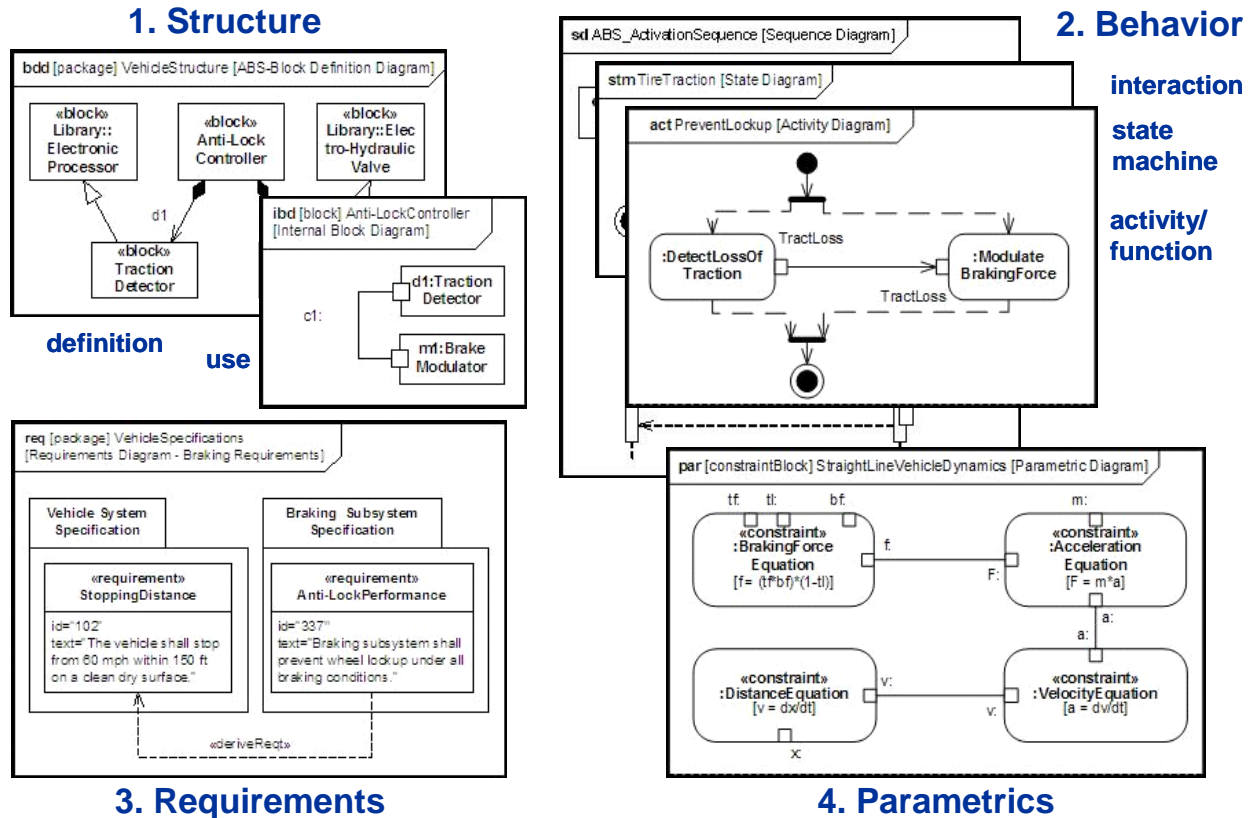 1. Structure
bdd [package] VehicleStructure [ABS-Block Definition Diagram]
«block»
Library::
Electronic
Processor
«block»
Anti-Lock
Controller
«block»
Library::Elec
tro-Hydraulic
Valve
d1
«block»
Traction
Detector
ibd [block] Anti-LockController
[Internal Block Diagram]
d1:Traction
Detector
c1:
m1:Brake
Modulator
definition
use
2. Behavior
sd ABS_ActivationSequence [Sequence Diagram]
stm TireTraction [State Diagram]
act PreventLockup [Activity Diagram]
:DetectLossOf
Traction
TractLoss
:Modulate
BrakingForce
TractLoss
interaction
state
machine
activity/
function
req [package] VehicleSpecifications
[Requirements Diagram - Braking Requirements]
Vehicle System
Specification
Braking Subsystem
Specification
«requirement»
StoppingDistance
id="102"
text="The vehicle shall stop
from 60 mph within 150 ft
on a clean dry surface."
«requirement»
Anti-LockPerformance
id="337"
text="Braking subsystem shall
prevent wheel lockup under all
braking conditions."
«deriveReqt»
3. Requirements
par [constraintBlock] StraightLineVehicleDynamics [Parametric Diagram]
tf: tl: bf:
«constraint»
:BrakingForce
Equation
[f = (tf*bf)*(1-tl)]
f:
F:
m:
«constraint»
:Acceleration
Equation
[F = m*a]
a:
a:
«constraint»
:DistanceEquation
[v = dx/dt]
v:
v:
x:
«constraint»
:VelocityEquation
[a = dv/dt]
4. Parametrics